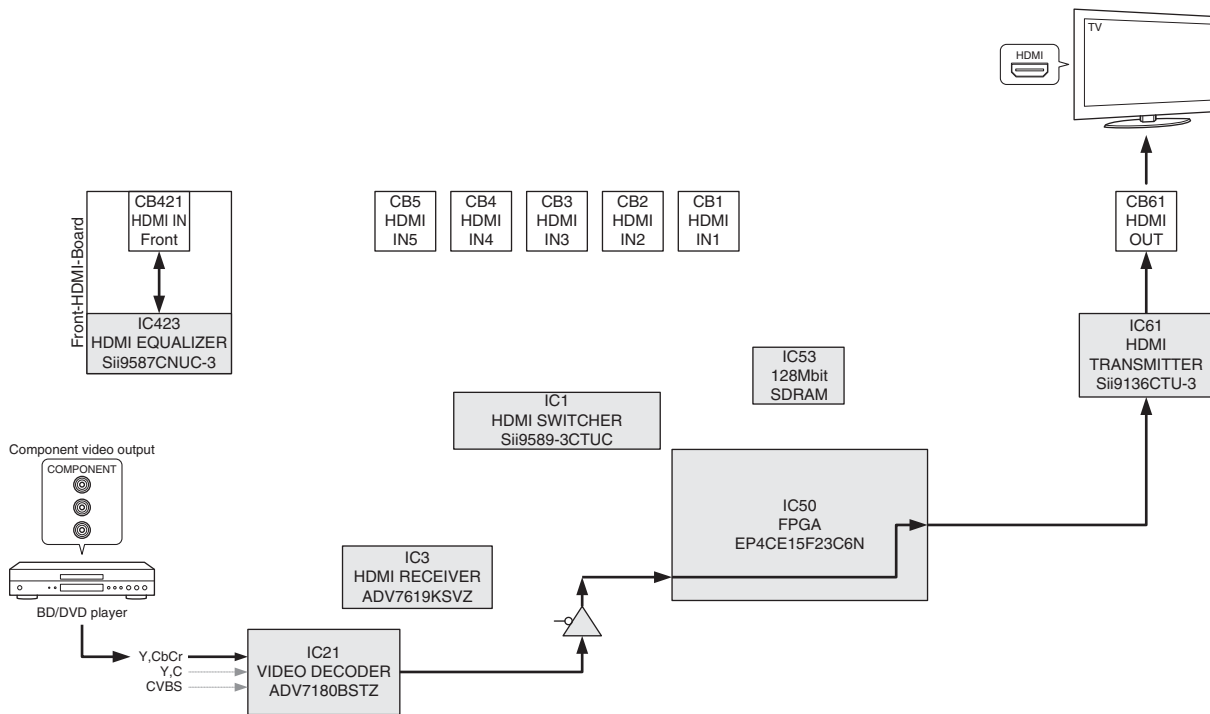 TV
HDMI
CB421
HDMI IN
Front
CB5
HDMI
IN5
CB4
HDMI
IN4
CB3
HDMI
IN3
CB2
HDMI
IN2
CB1
HDMI
IN1
CB61
HDMI
OUT
Front-HDMI-Board
IC423
HDMI EQUALIZER
Sii9587CNUC-3
IC61
HDMI
TRANSMITTER
Sii9136CTU-3
IC53
128Mbit
SDRAM
IC1
HDMI SWITCHER
Sii9589-3CTUC
Component video output
COMPONENT
IC50
FPGA
EP4CE15F23C6N
IC3
HDMI RECEIVER
ADV7619KSVZ
BD/DVD player
Y,CbCr
Y,C
CVBS
IC21
VIDEO DECODER
ADV7180BSTZ